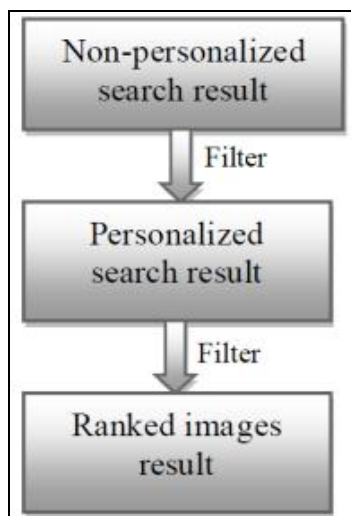 Non-personalized
search result
Filter
Personalized
search result
Filter
Ranked images
result